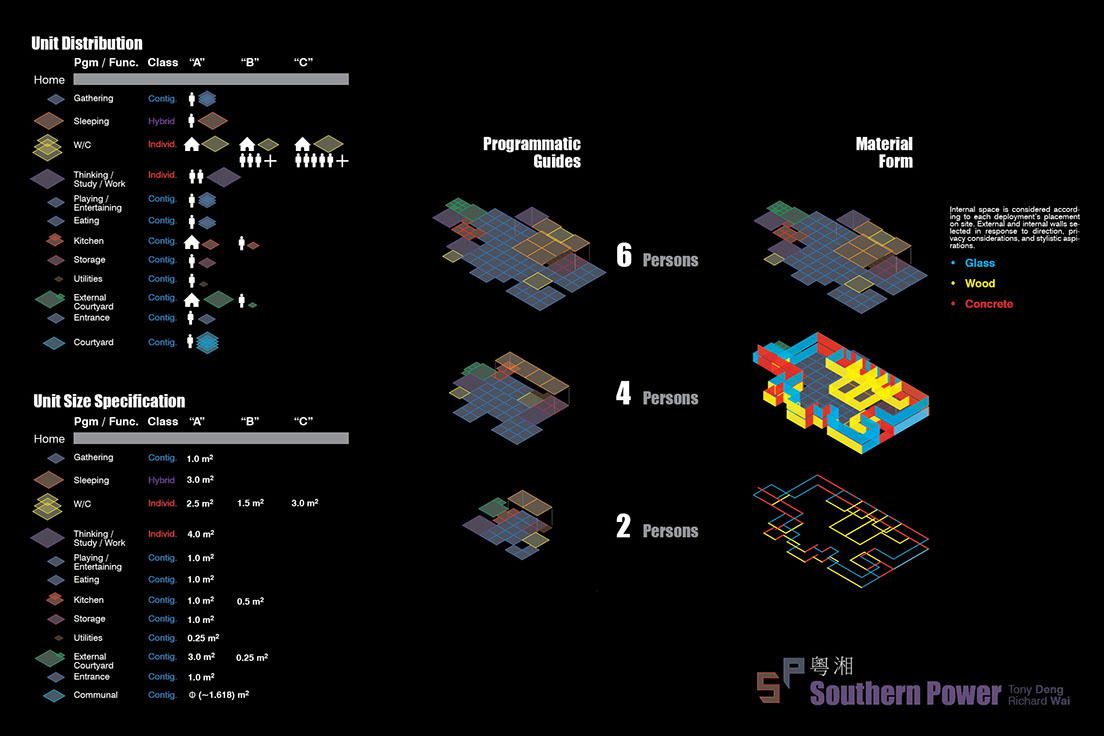 Unit Distribution
Pgm / Func. Class “A” “B” “C”
Home
Gathering Contig.
Sleeping Hybrid
W/C Individ.
Thinking /
Study / Work Individ.
Playing /
Entertaining Contig.
Eating Contig.
Kitchen Contig.
Storage Contig.
Utilities Contig.
External
Courtyard Contig.
Entrance Contig.
Courtyard Contig.
Unit Size Specification
Pgm / Func. Class “A” “B” “C”
Home
Gathering Contig. 1.0 m²
Sleeping Hybrid 3.0 m²
W/C Individ. 2.5 m² 1.5 m² 3.0 m²
Thinking /
Study / Work Individ. 4.0 m²
Playing /
Entertaining Contig. 1.0 m²
Eating Contig. 1.0 m²
Kitchen Contig. 1.0 m² 0.5 m²
Storage Contig. 1.0 m²
Utilities Contig. 0.25 m²
External
Courtyard Contig. 3.0 m² 0.25 m²
Entrance Contig. 1.0 m²
Communal Contig. Φ (~1.618) m²
Programmatic
Guides
6 Persons
4 Persons
2 Persons
Material
Form
Internal space is considered accord-
ing to each deployment's placement
on site. External and internal walls se-
lected in response to direction, pri-
vacy considerations, and stylistic aspi-
rations.
• Glass
• Wood
• Concrete
SP 粵湘
Southern Power
Tony Deng
Richard Wai